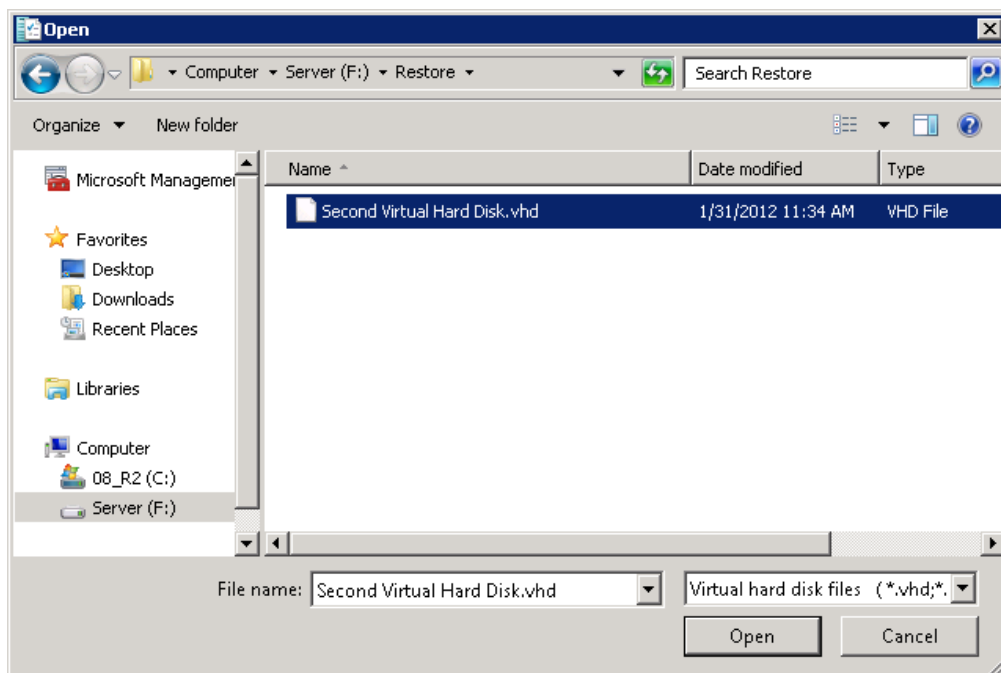 Open
Computer Server (F:) Restore Search Restore
Organize New folder
Microsoft Managemer
Favorites
Desktop
Downloads
Recent Places
Libraries
Computer
08_R2 (C:)
Server (F:)
Name Date modified Type
Second Virtual Hard Disk.vhd 1/31/2012 11:34 AM VHD File
File name: Second Virtual Hard Disk.vhd Virtual hard disk files (*.vhd;*.
Open Cancel